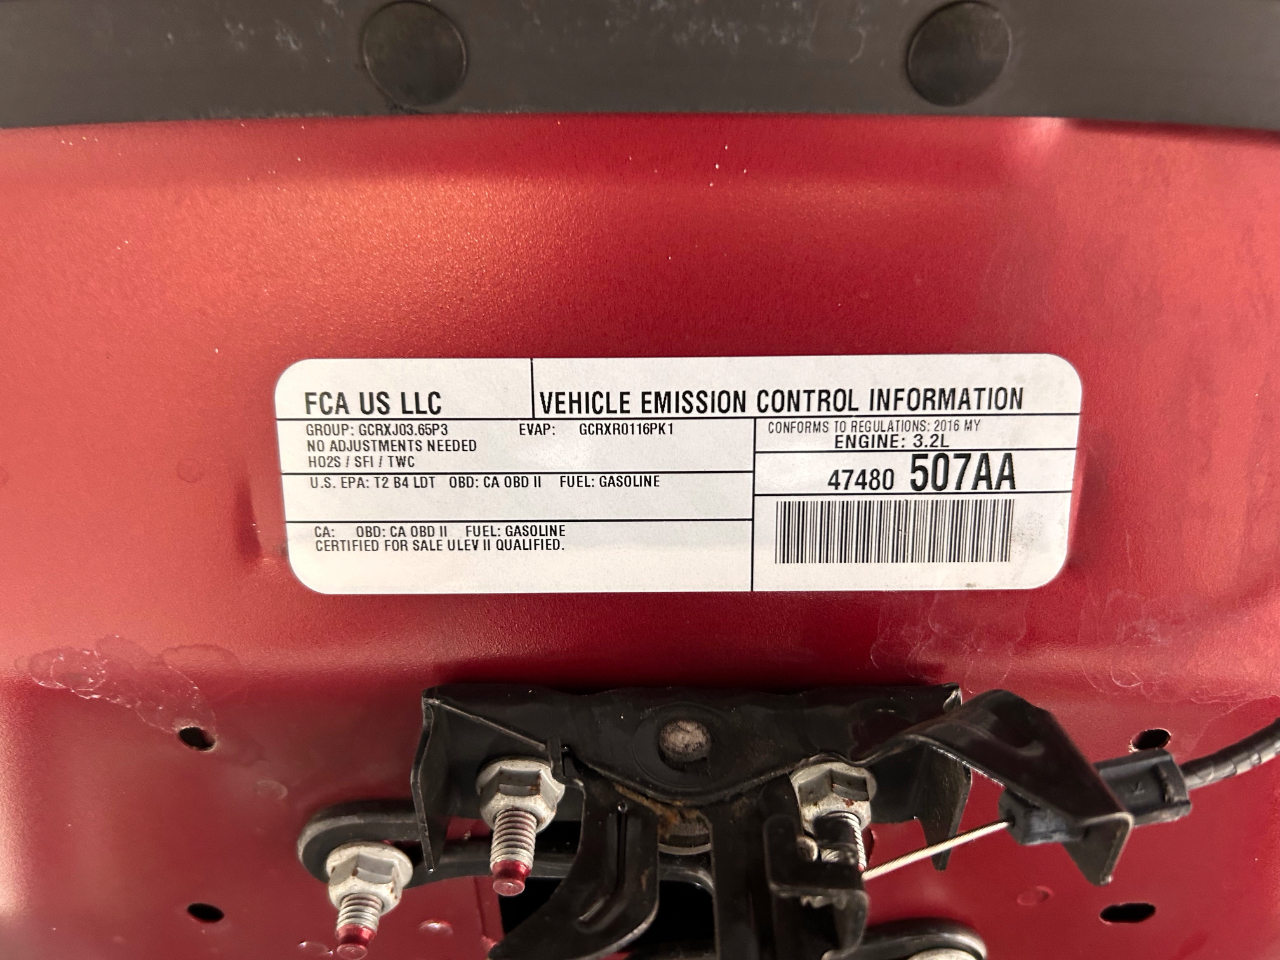 FCA US LLC
VEHICLE EMISSION CONTROL INFORMATION
GROUP: GCRXJ03.65P3 EVAP: GCRXR0116PK1
NO ADJUSTMENTS NEEDED
HO2S / SFI / TWC
CONFORMS TO REGULATIONS: 2016 MY
ENGINE: 3.2L
47480 507AA
U.S. EPA: T2 B4 LDT OBD: CA OBD II FUEL: GASOLINE
CA: OBD: CA OBD II FUEL: GASOLINE
CERTIFIED FOR SALE ULEV II QUALIFIED.